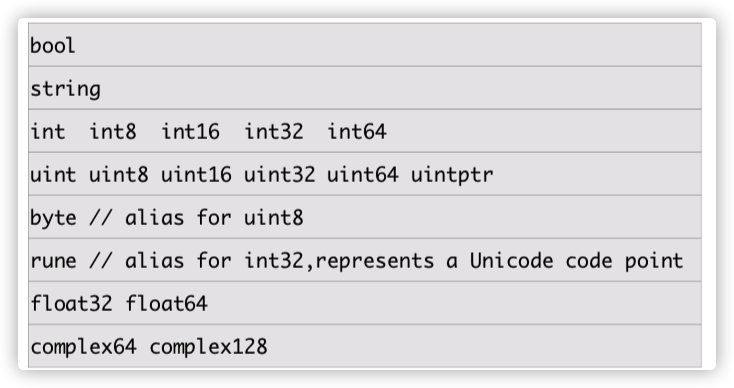 bool
string
int  int8  int16  int32  int64
uint uint8 uint16 uint32 uint64 uintptr
byte // alias for uint8
rune // alias for int32,represents a Unicode code point
float32 float64
complex64 complex128